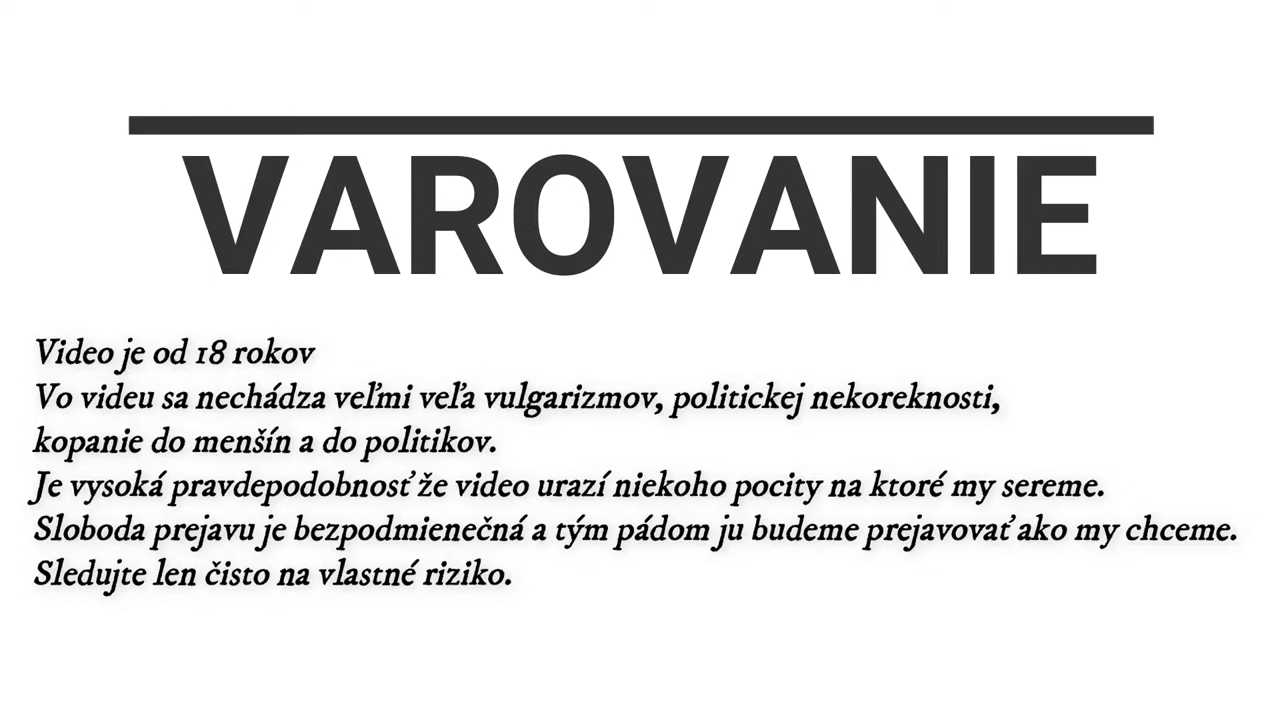 VAROVANIE
Video je od 18 rokov
Vo videu sa nechádza veľmi veľa vulgarizmov, politickej nekoreknosti,
kopanie do menšín a do politikov.
Je vysoká pravdepodobnosť že video urazí niekoho pocity na ktoré my sereme.
Sloboda prejavu je bezpodmienečná a tým pádom ju budeme prejavovať ako my chceme.
Sledujte len čisto na vlastné riziko.